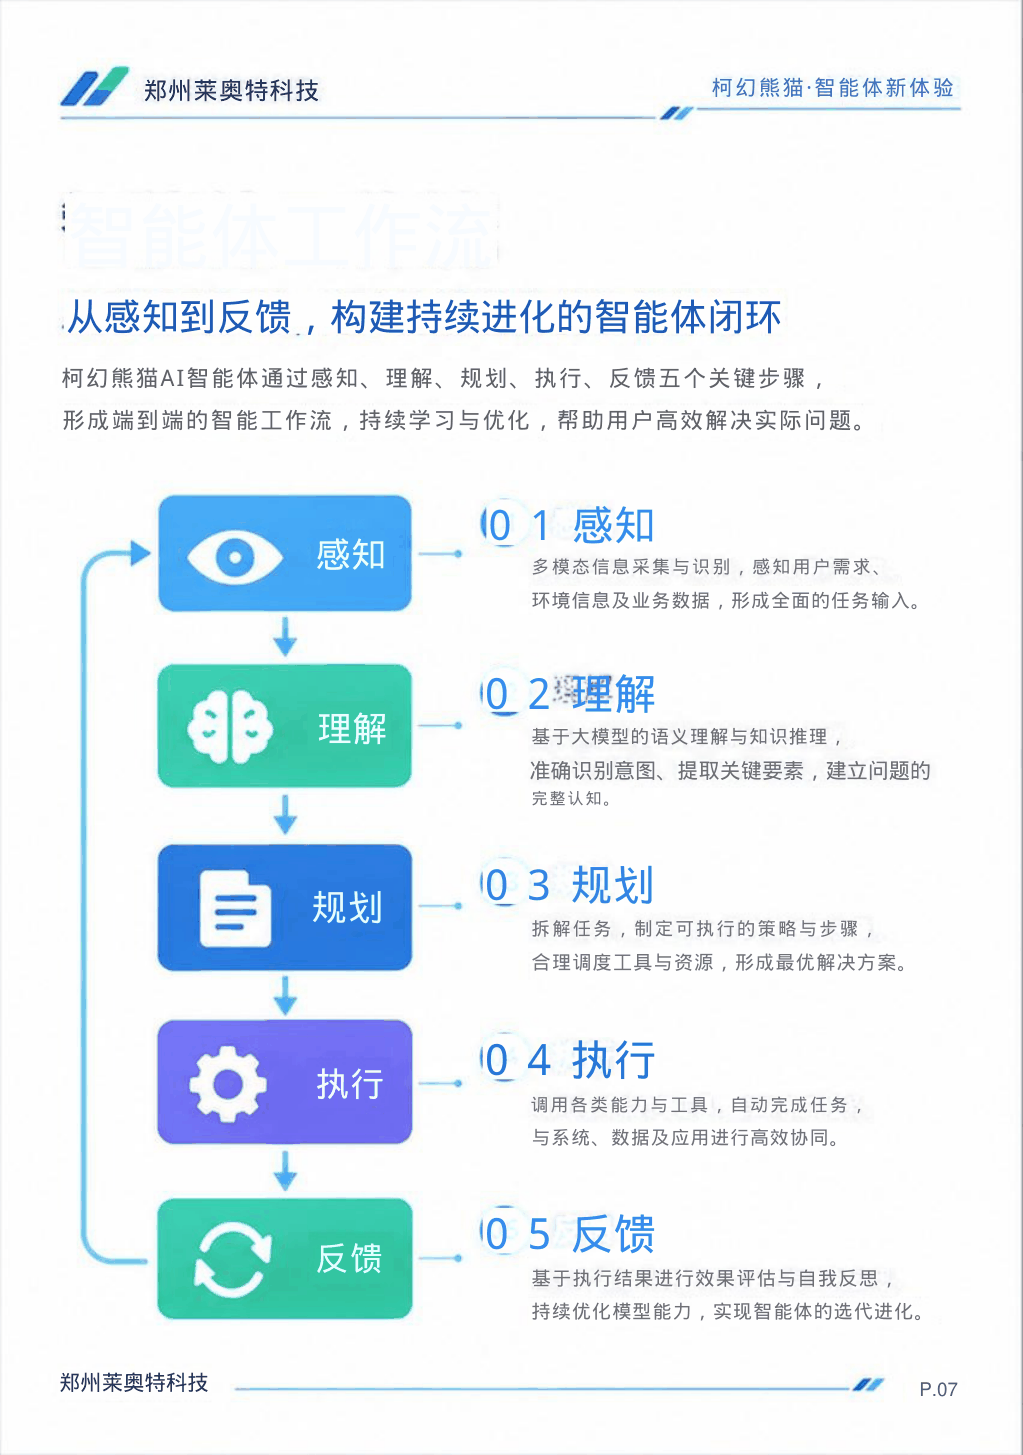 郑州莱奥特科技
柯幻熊猫·智能体新体验
智能体工作流
从感知到反馈，构建持续进化的智能体闭环
柯幻熊猫AI智能体通过感知、理解、规划、执行、反馈五个关键步骤，
形成端到端的智能工作流，持续学习与优化，帮助用户高效解决实际问题。
感知
01 感知
多模态信息采集与识别，感知用户需求、
环境信息及业务数据，形成全面的任务输入。
理解
02 理解
基于大模型的语义理解与知识推理，
准确识别意图、提取关键要素，建立问题的
完整认知。
规划
03 规划
拆解任务，制定可执行的策略与步骤，
合理调度工具与资源，形成最优解决方案。
执行
04 执行
调用各类能力与工具，自动完成任务，
与系统、数据及应用进行高效协同。
反馈
05 反馈
基于执行结果进行效果评估与自我反思，
持续优化模型能力，实现智能体的选代进化。
郑州莱奥特科技
P.07